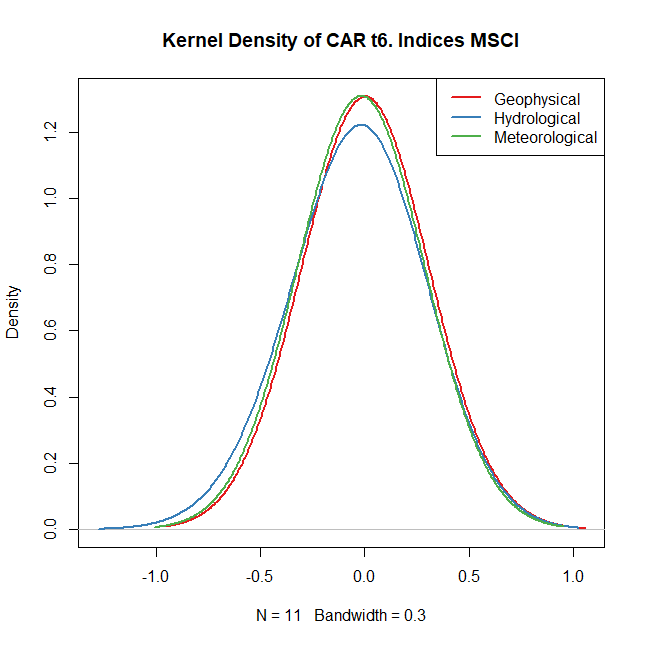 Kernel Density of CAR t6. Indices MSCI
Geophysical
Hydrological
Meteorological
Density
1.2
1.0
0.8
0.6
0.4
0.2
0.0
-1.0 -0.5 0.0 0.5 1.0
N = 11 Bandwidth = 0.3